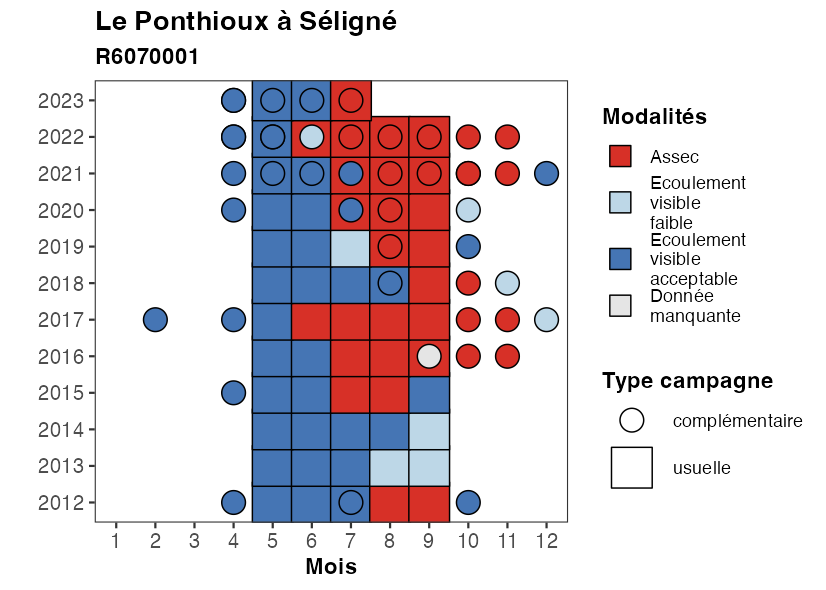 Le Ponthioux à Séligné
R6070001
2023
2022
2021
2020
2019
2018
2017
2016
2015
2014
2013
2012
1 2 3 4 5 6 7 8 9 10 11 12
Mois
Modalités
Assec
Ecoulement
visible
faible
Ecoulement
visible
acceptable
Donnée
manquante
Type campagne
complémentaire
usuelle